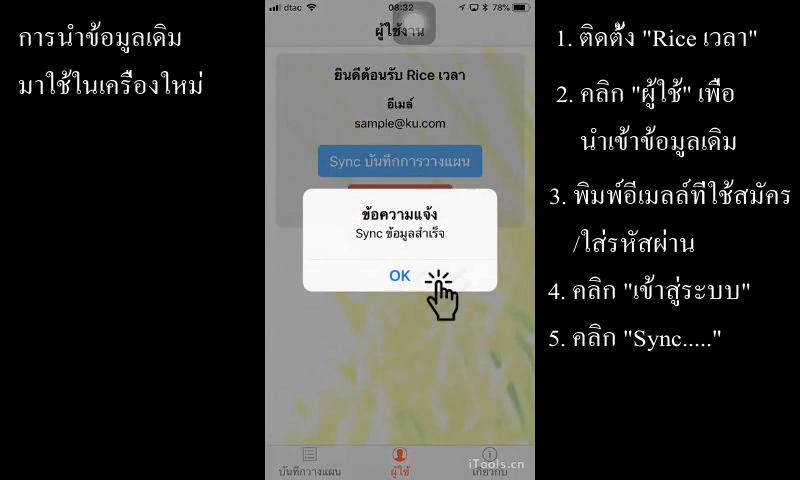 การนำข้อมูลเดิม
มาใช้ในเครื่องใหม่
dtac
08:32
78%
ผู้ใช้งาน
ยินดีต้อนรับ Rice เวลา
อีเมล์
sample@ku.com
Sync บันทึกการวางแผน
ข้อความแจ้ง
Sync ข้อมูลสำเร็จ
OK
บันทึกวางแผน
ผู้ใช้
เกี่ยวกับ
iTools.cn
1. ติดตั้ง "Rice เวลา"
2. คลิก "ผู้ใช้" เพื่อ
นำเข้าข้อมูลเดิม
3. พิมพ์อีเมลล์ที่ใช้สมัคร
/ใส่รหัสผ่าน
4. คลิก "เข้าสู่ระบบ"
5. คลิก "Sync....."